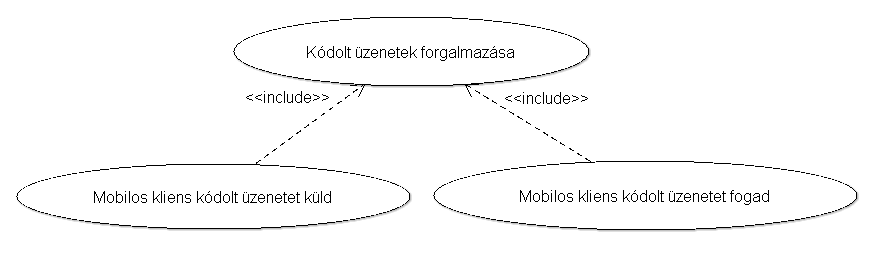 Kódolt üzenetek forgalmazása
<<include>>
<<include>>
Mobilos kliens kódolt üzenetet küld
Mobilos kliens kódolt üzenetet fogad